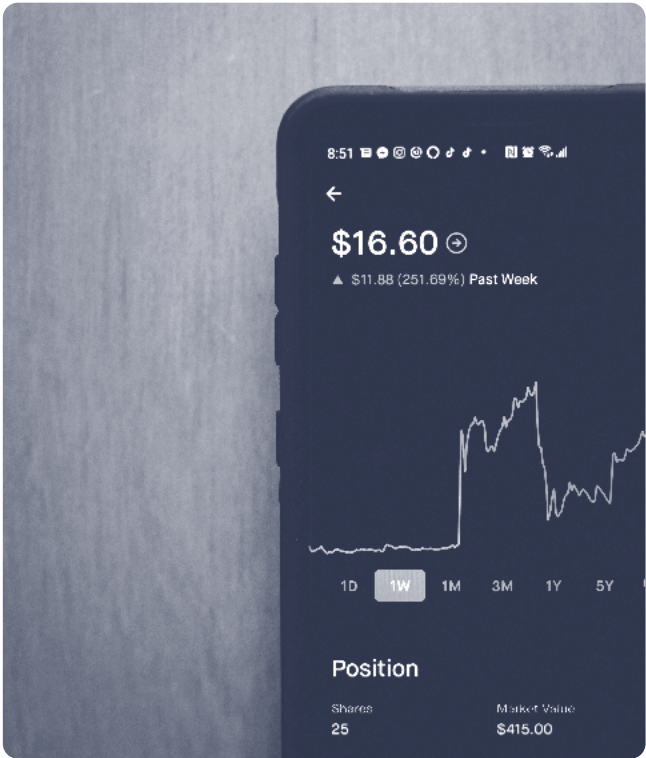 8:51
$16.60
▲ $11.88 (251.69%) Past Week
1D 1W 1M 3M 1Y 5Y
Position
Shares Market Value
25 $415.00